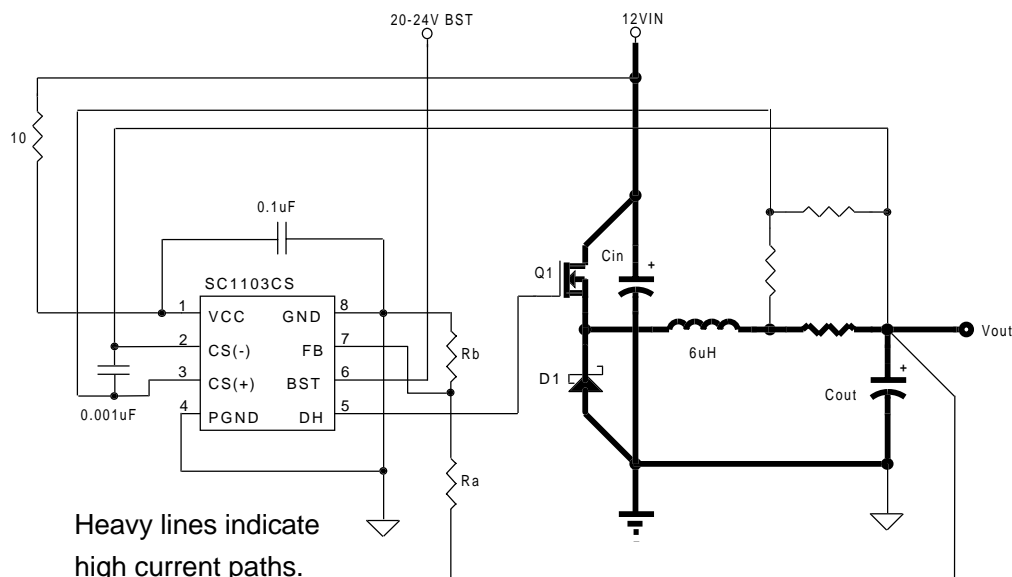 20-24V BST
12VIN
10
0.1uF
SC1103CS
1 VCC GND 8
2 CS(-) FB 7
3 CS(+) BST 6
4 PGND DH 5
0.001uF
Rb
Ra
Q1
Cin
+
6uH
D1
Vout
+
Cout
Heavy lines indicate
high current paths.